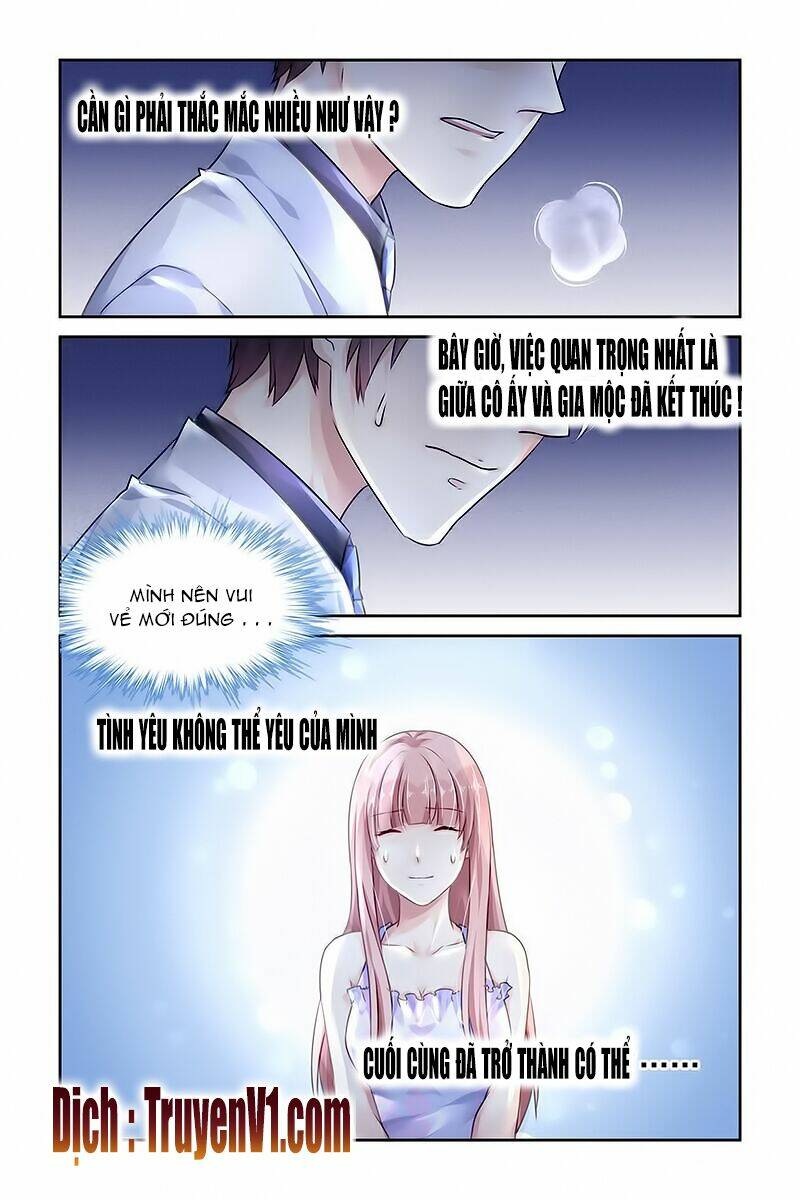 CẦN GÌ PHẢI THẮC MẮC NHIỀU NHƯ VẬY ?
BÂY GIỜ, VIỆC QUAN TRỌNG NHẤT LÀ
GIỮA CÔ ẤY VÀ GIA MỘC ĐÃ KẾT THÚC !
MÌNH NÊN VUI
VẺ MỚI ĐÚNG . . .
TÌNH YÊU KHÔNG THỂ YÊU CỦA MÌNH
CUỐI CÙNG ĐÃ TRỞ THÀNH CÓ THỂ ......
Dịch : TruyenV1.com